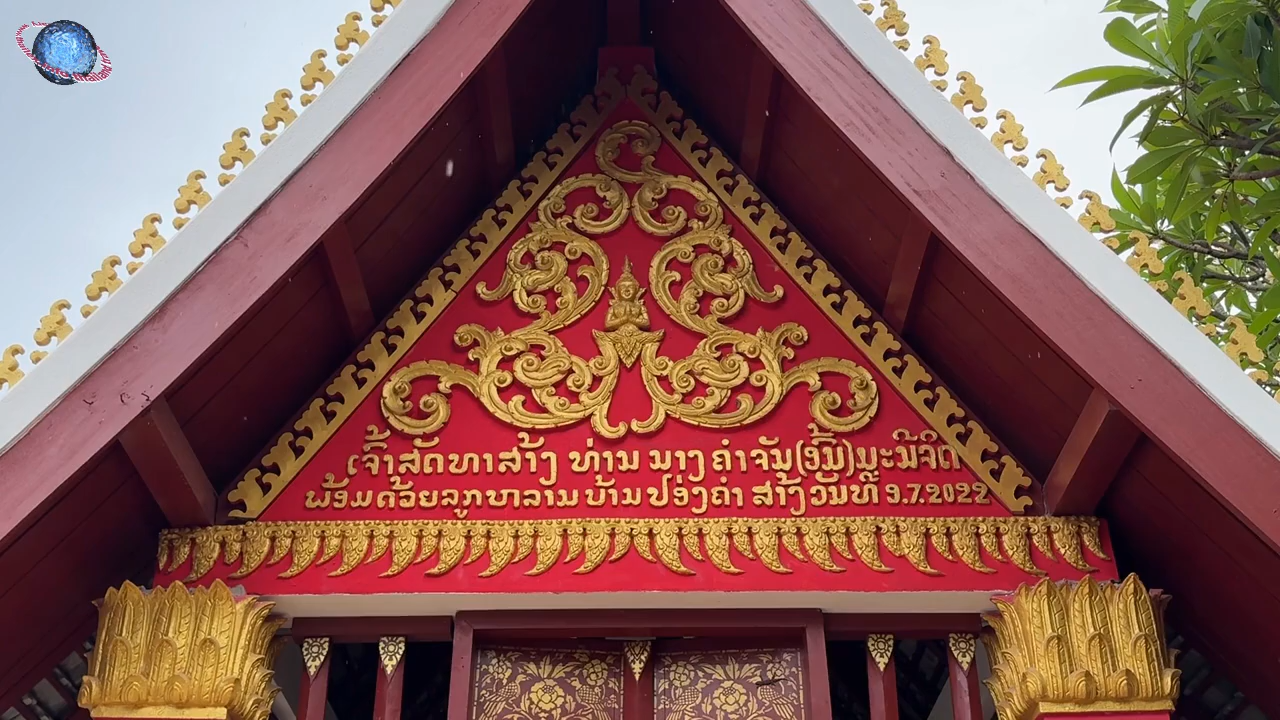 ເຈົ້າສັດທາສ້າງ ທ່ານ ນາງ ຄຳຈັນ(ອົ້ມ)ມະນີຈິດ
ພ້ອມດ້ວຍລູກຫລານ ບ້ານ ປອ່ງຄຳ ສ້າງວັນທີ 9.7.2022